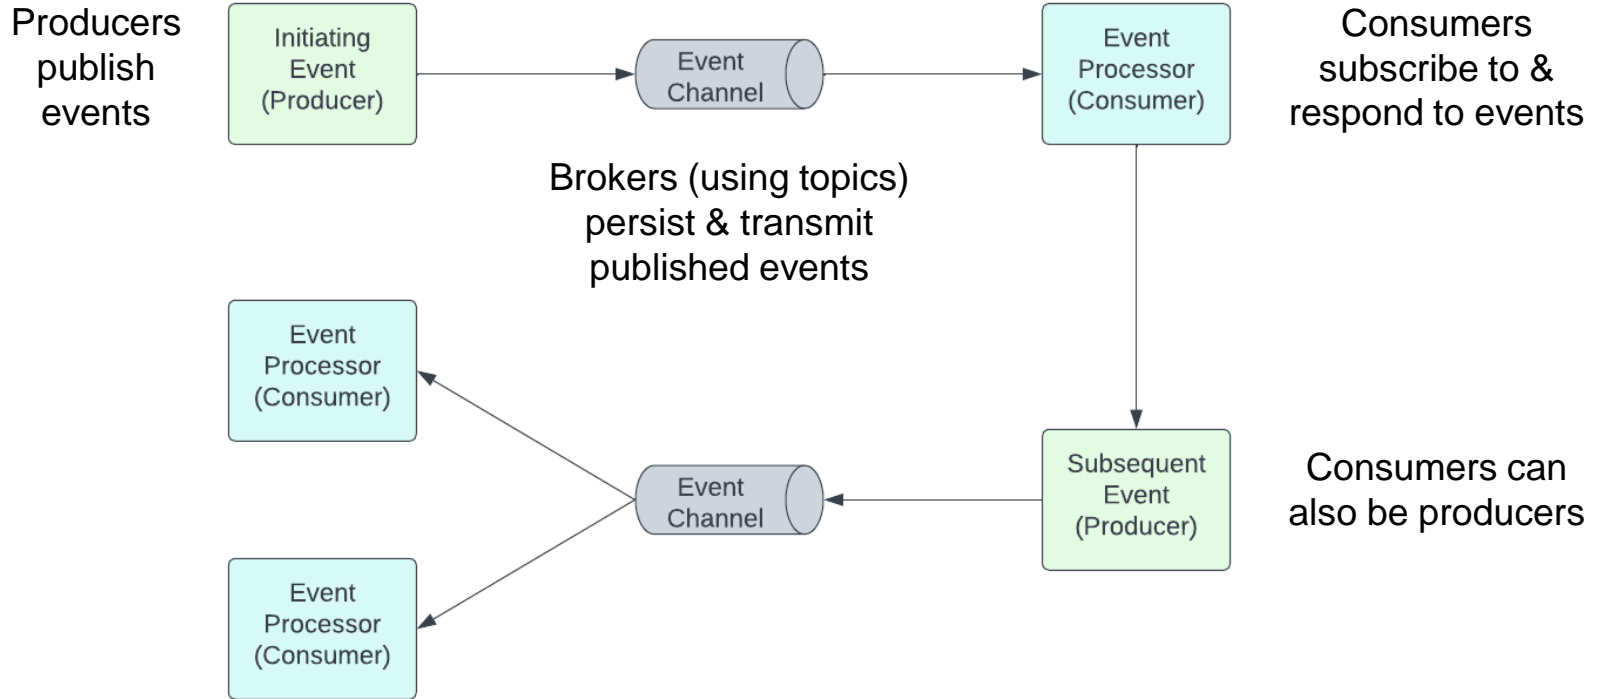 Producers
publish
events
Initiating
Event
(Producer)
Event
Channel
Event
Processor
(Consumer)
Consumers
subscribe to &
respond to events
Brokers (using topics)
persist & transmit
published events
Event
Processor
(Consumer)
Event
Channel
Subsequent
Event
(Producer)
Consumers can
also be producers
Event
Processor
(Consumer)